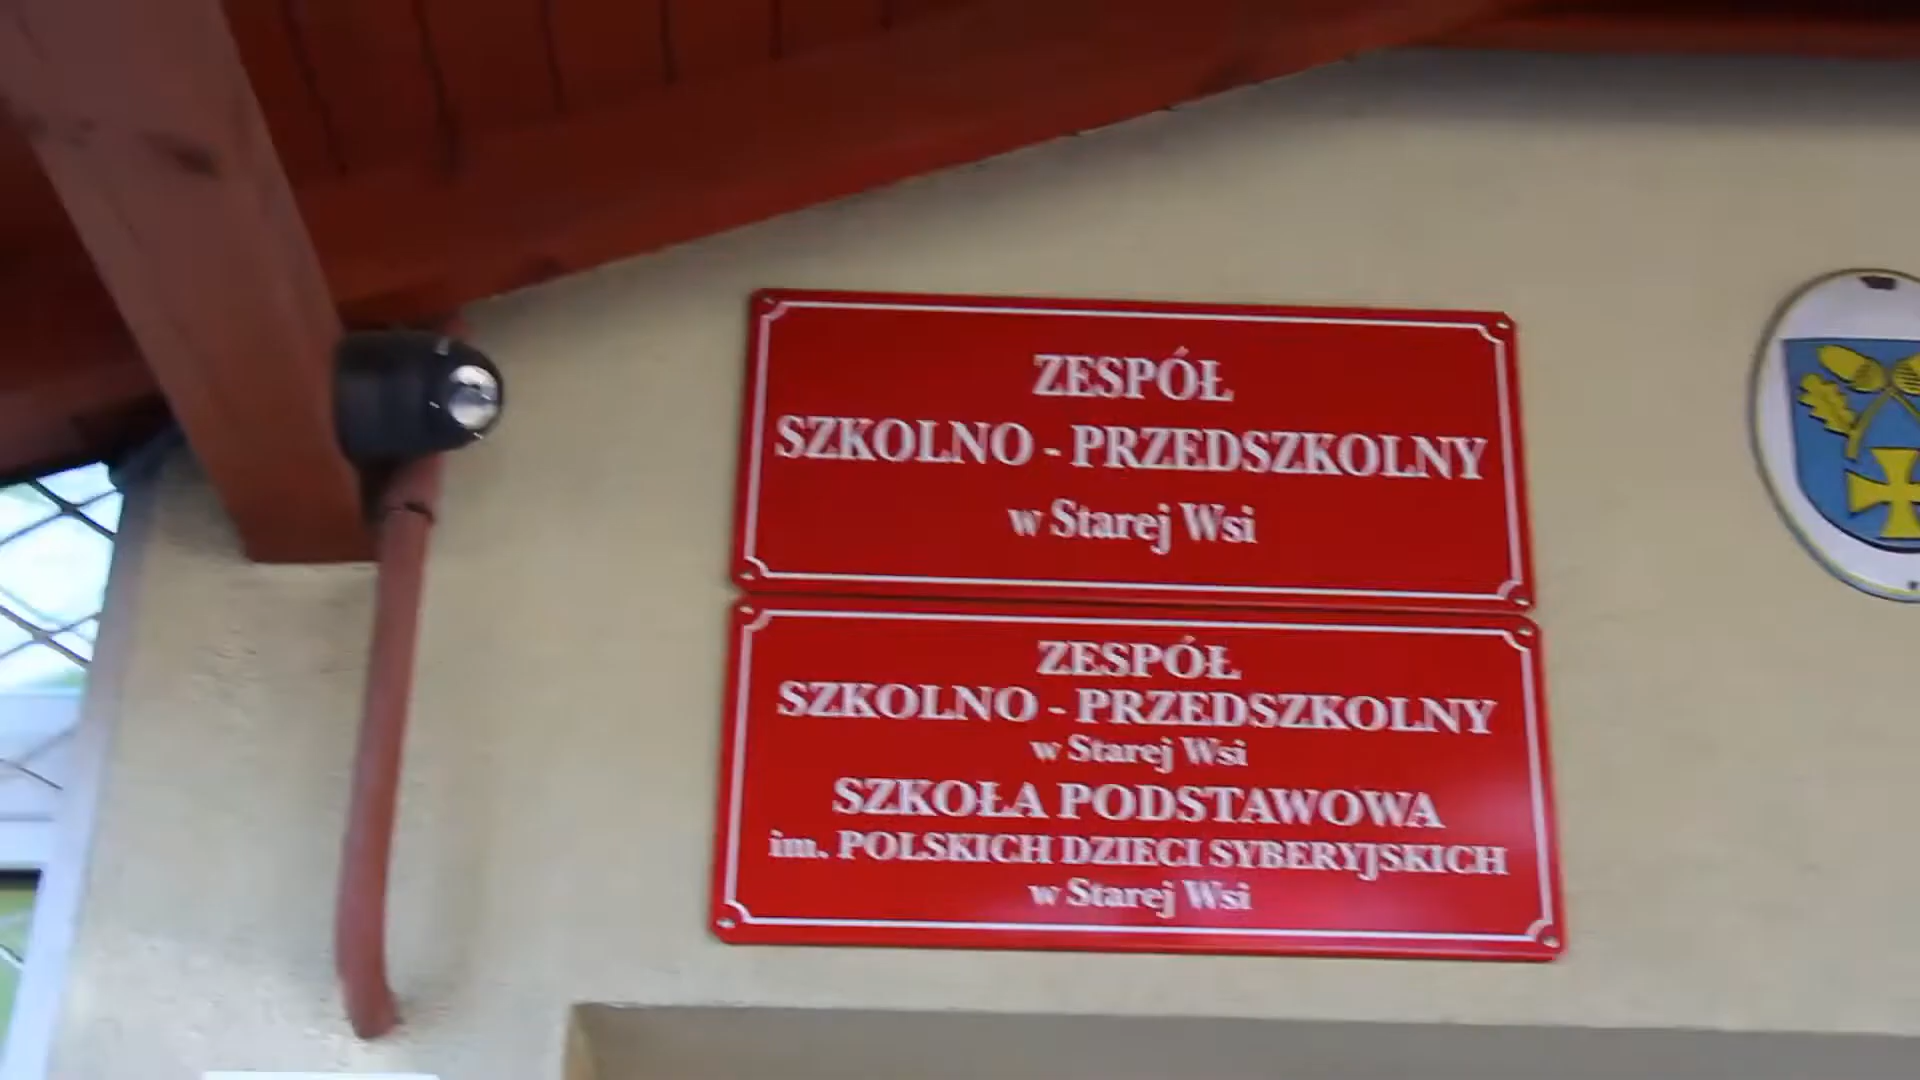 ZESPÓŁ
SZKOLNO - PRZEDSZKOLNY
w Starej Wsi
ZESPÓŁ
SZKOLNO - PRZEDSZKOLNY
w Starej Wsi
SZKOŁA PODSTAWOWA
im. POLSKICH DZIECI SYBERYJSKICH
w Starej Wsi